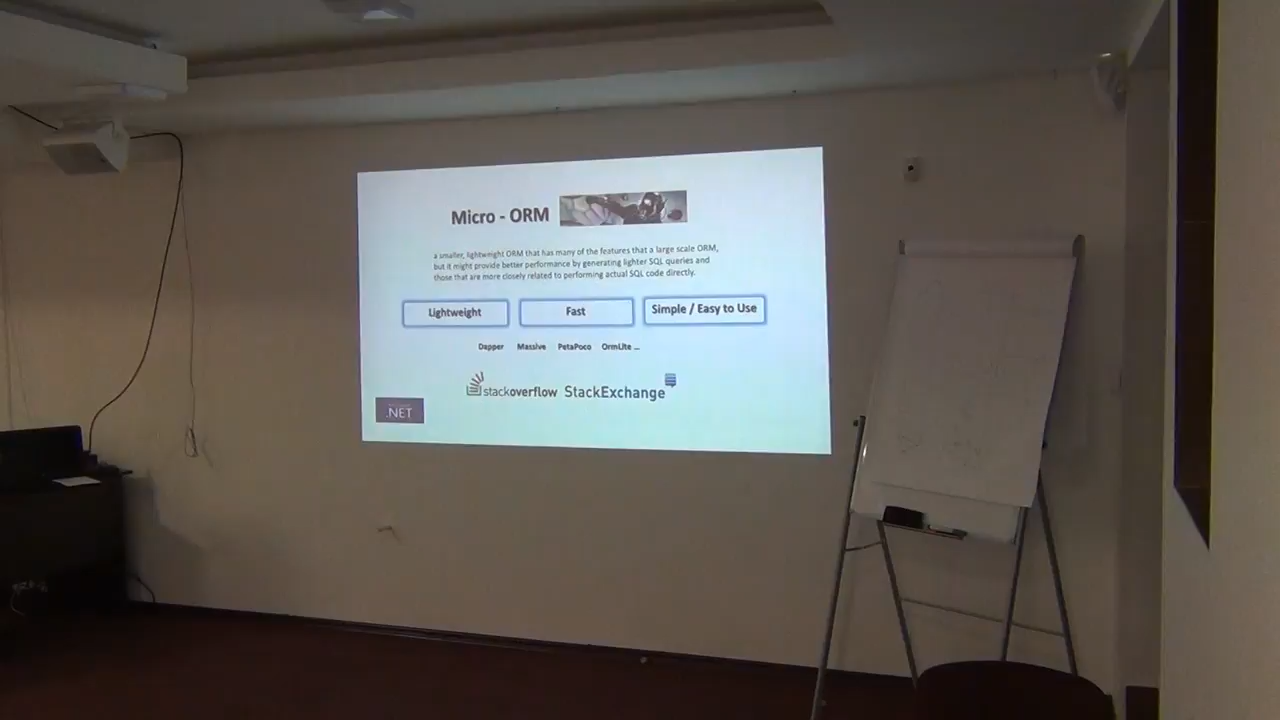 Micro - ORM
a smaller, lightweight ORM that has many of the features that a large scale ORM,
but it might provide better performance by generating lighter SQL queries and
those that are more closely related to performing actual SQL code directly.
Lightweight Fast Simple / Easy to Use
Dapper Massive PetaPoco OrmLite ...
stackoverflow StackExchange
.NET